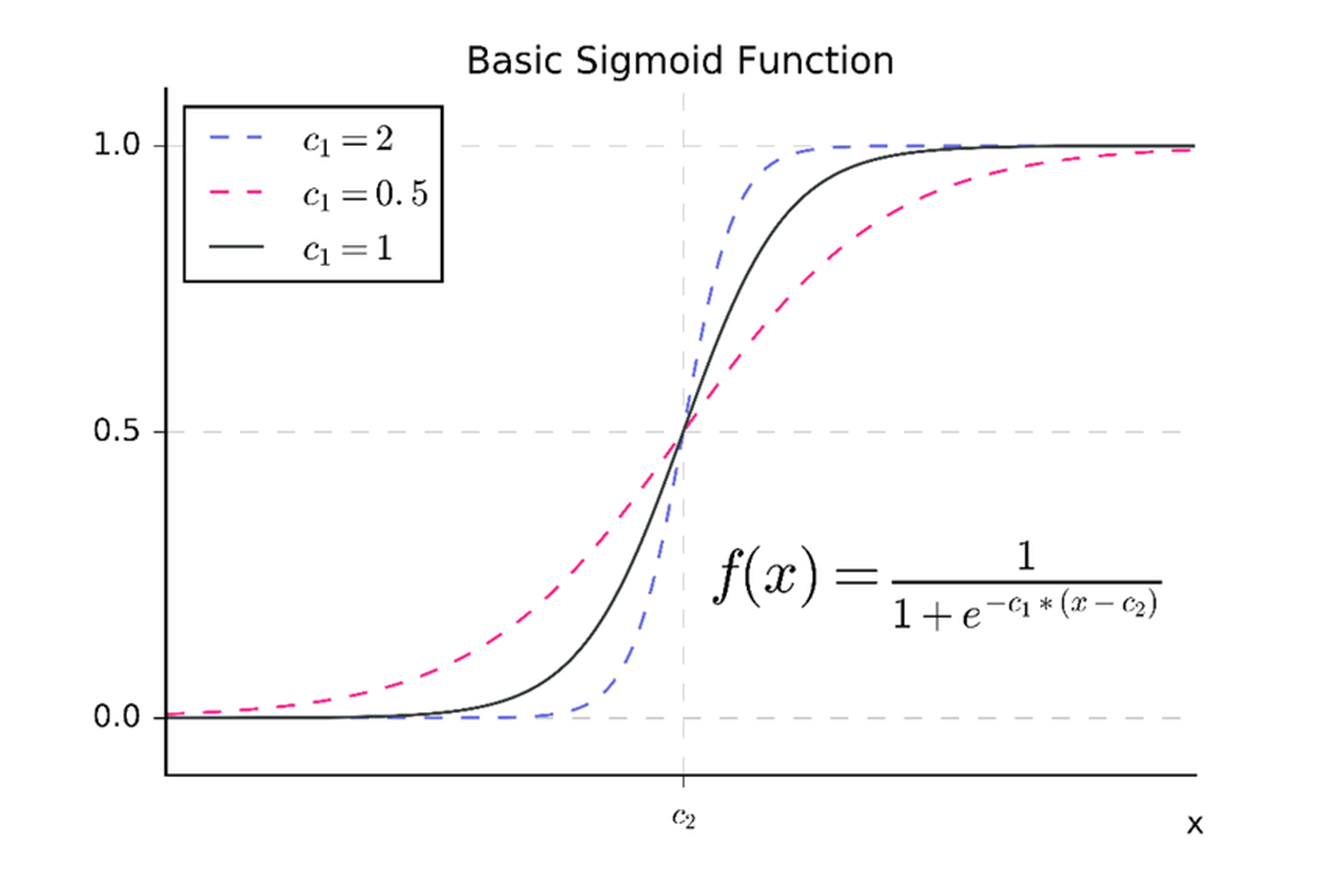 Basic Sigmoid Function
c₁ = 2
c₁ = 0.5
c₁ = 1
1.0
0.5
0.0
f(x) = 1 / (1 + e^(−c₁*(x−c₂)))
c₂
x